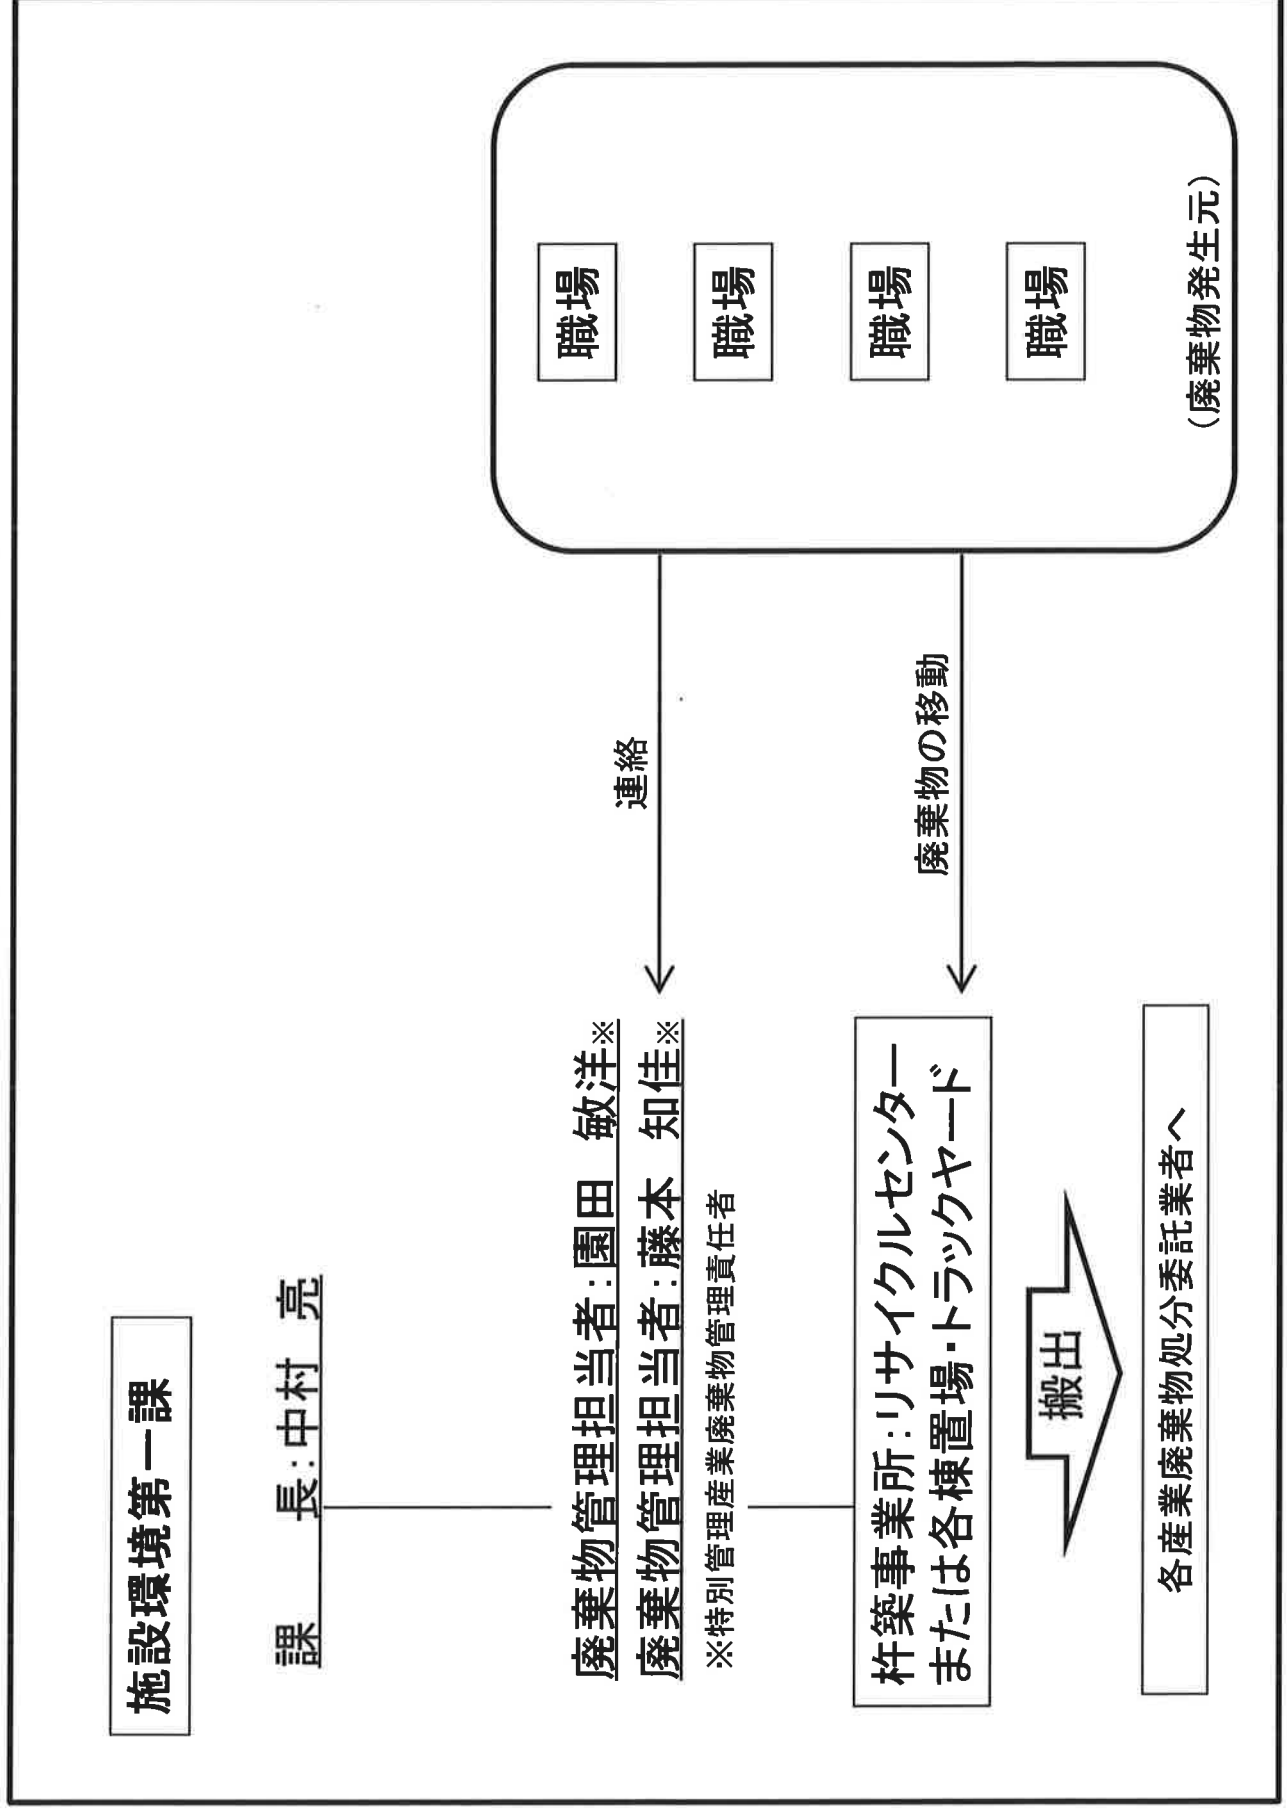 施設環境第一課
課　　長：中村　亮
廃棄物管理担当者：園田　敏洋※
廃棄物管理担当者：藤本　知佳※
※特別管理産業廃棄物管理責任者
杵築事業所：リサイクルセンター
または各棟置場・トラックヤード
搬出
各産業廃棄物処分委託業者へ
連絡
廃棄物の移動
職場
職場
職場
職場
（廃棄物発生元）